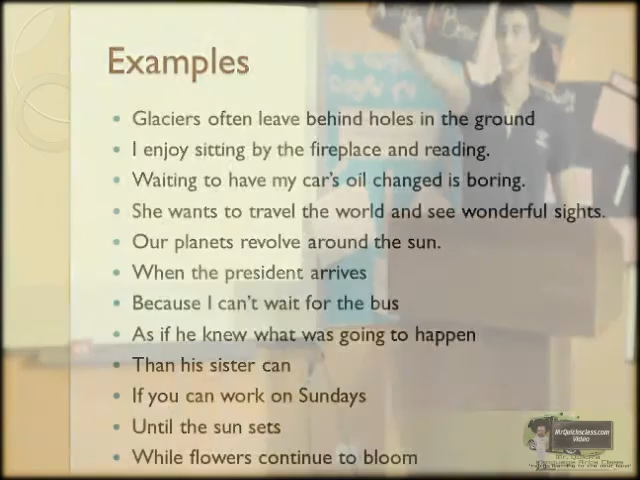 Examples
Glaciers often leave behind holes in the ground
I enjoy sitting by the fireplace and reading.
Waiting to have my car's oil changed is boring.
She wants to travel the world and see wonderful sights.
Our planets revolve around the sun.
When the president arrives
Because I can't wait for the bus
As if he knew what was going to happen
Than his sister can
If you can work on Sundays
Until the sun sets
While flowers continue to bloom
MrQuicksclass.com
Video